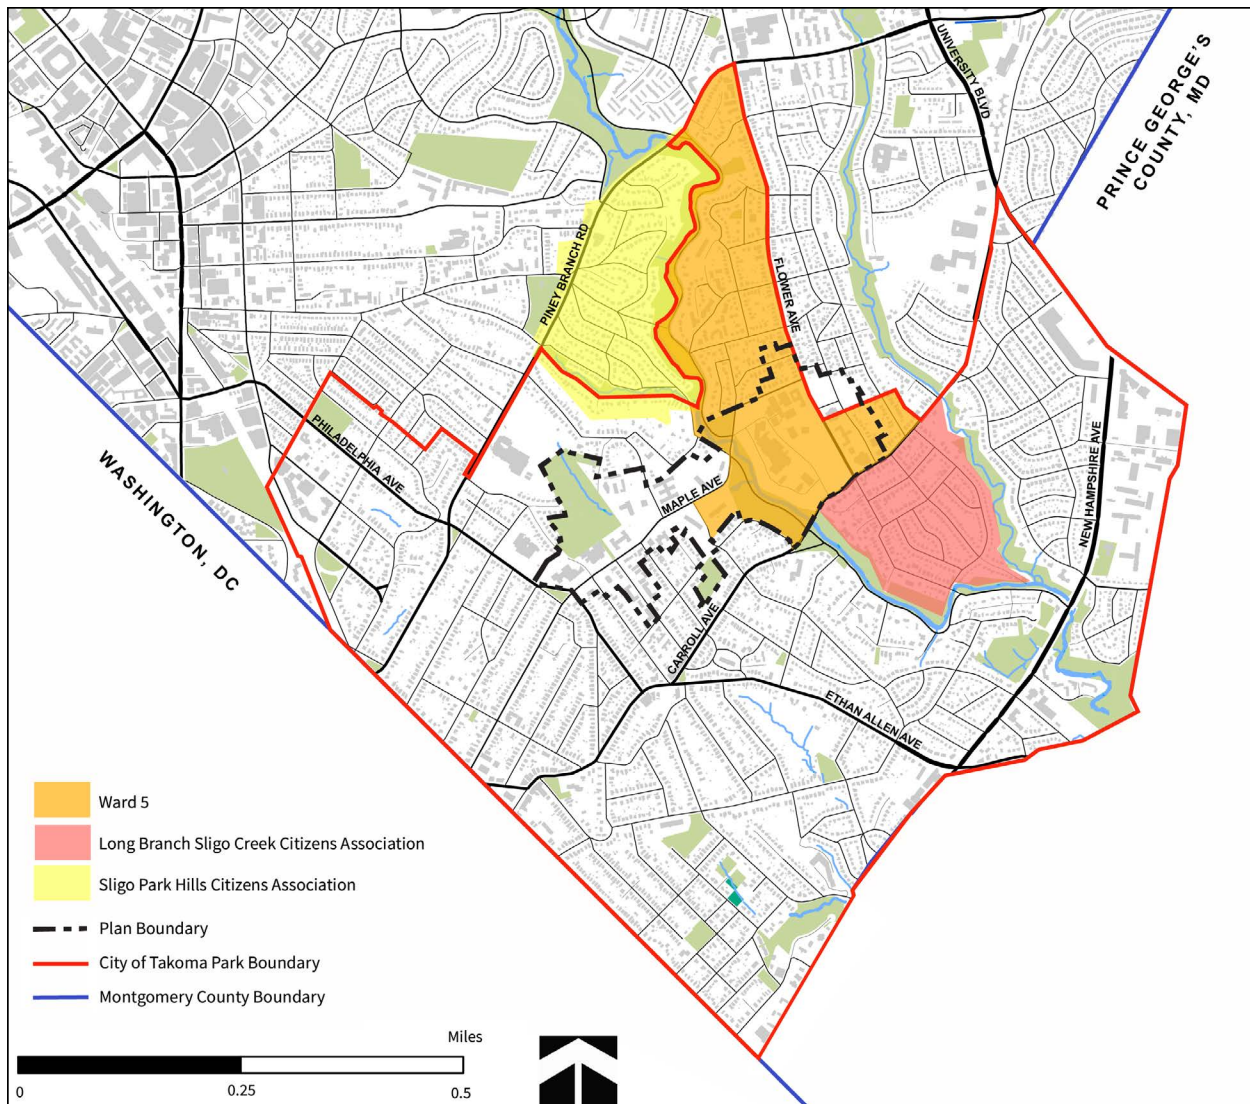 UNIVERSITY BLVD
PRINCE GEORGE'S
COUNTY, MD
PINEY BRANCH RD
FLOWER AVE
PHILADELPHIA AVE
WASHINGTON, DC
MAPLE AVE
NEW HAMPSHIRE AVE
CARROLL AVE
ETHAN ALLEN AVE
Ward 5
Long Branch Sligo Creek Citizens Association
Sligo Park Hills Citizens Association
Plan Boundary
City of Takoma Park Boundary
Montgomery County Boundary
Miles
0
0.25
0.5